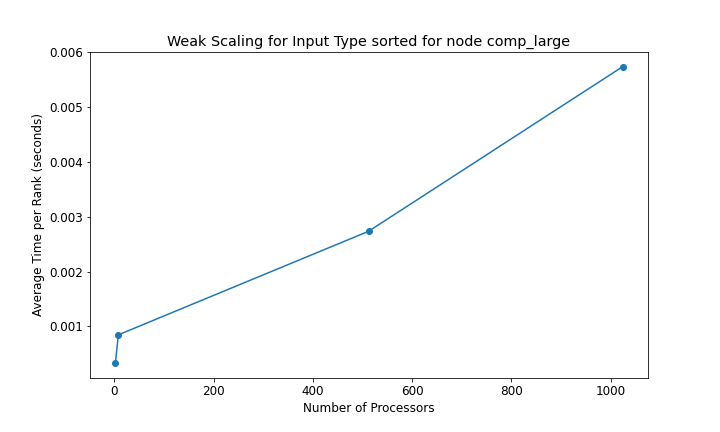 Weak Scaling for Input Type sorted for node comp_large
0.006
0.005
0.004
0.003
0.002
0.001
Average Time per Rank (seconds)
0 200 400 600 800 1000
Number of Processors